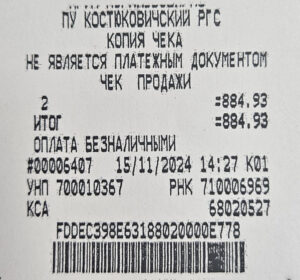 ПУ КОСТЮКОВИЧСКИЙ РГС
КОПИЯ ЧЕКА
НЕ ЯВЛЯЕТСЯ ПЛАТЕЖНЫМ ДОКУМЕНТОМ
ЧЕК ПРОДАЖИ
2 =884.93
ИТОГ =884.93
ОПЛАТА БЕЗНАЛИЧНЫМИ
#00006407 15/11/2024 14:27 К01
УНП 700010367 РНК 710006969
КСА 68020527
FDDEC398E63188020000E778